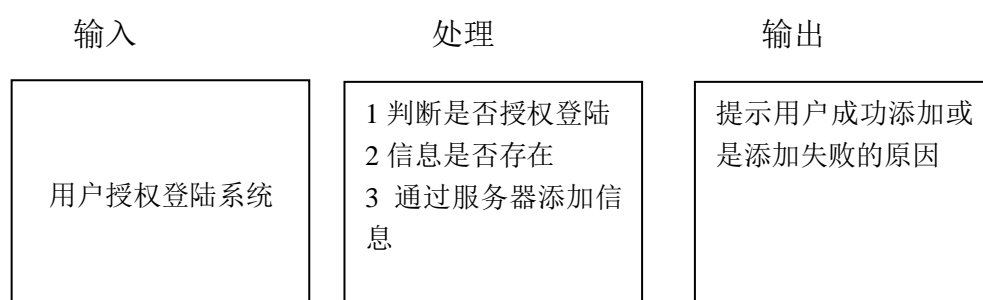 输入
处理
输出
用户授权登陆系统
1 判断是否授权登陆
2 信息是否存在
3 通过服务器添加信
息
提示用户成功添加或
是添加失败的原因